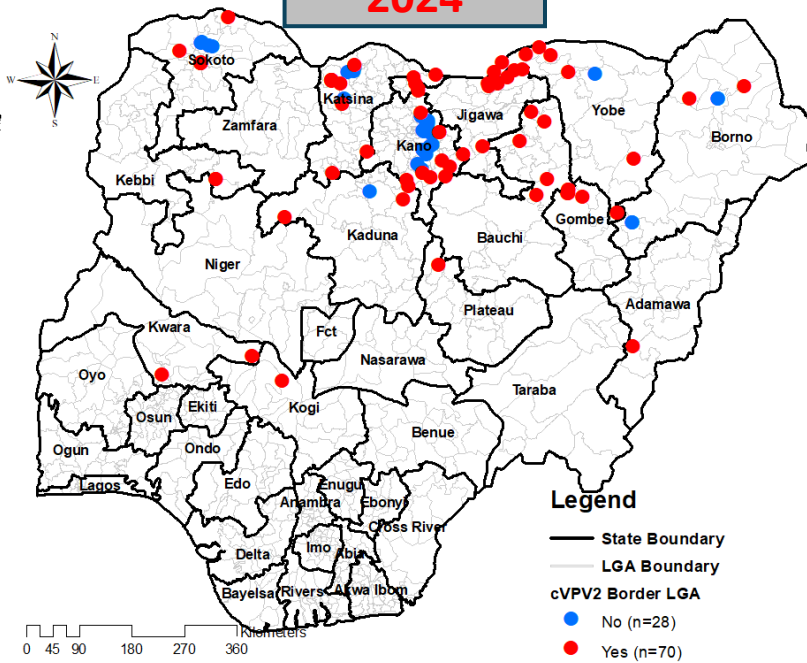 2024
N
W E
S
Sokoto
Katsina
Zamfara
Jigawa
Kano
Yobe
Borno
Kebbi
Kaduna
Bauchi
Gombe
Niger
Plateau
Adamawa
Fct
Kwara
Nasarawa
Oyo
Taraba
Osun
Ekiti
Kogi
Benue
Ogun
Ondo
Lagos
Edo
Enugu
Anambra
Ebonyi
Cross River
Delta
Imo
Abia
Bayelsa
Rivers
Akwa Ibom
Legend
State Boundary
LGA Boundary
cVPV2 Border LGA
No (n=28)
Yes (n=70)
Kilometers
0 45 90 180 270 360